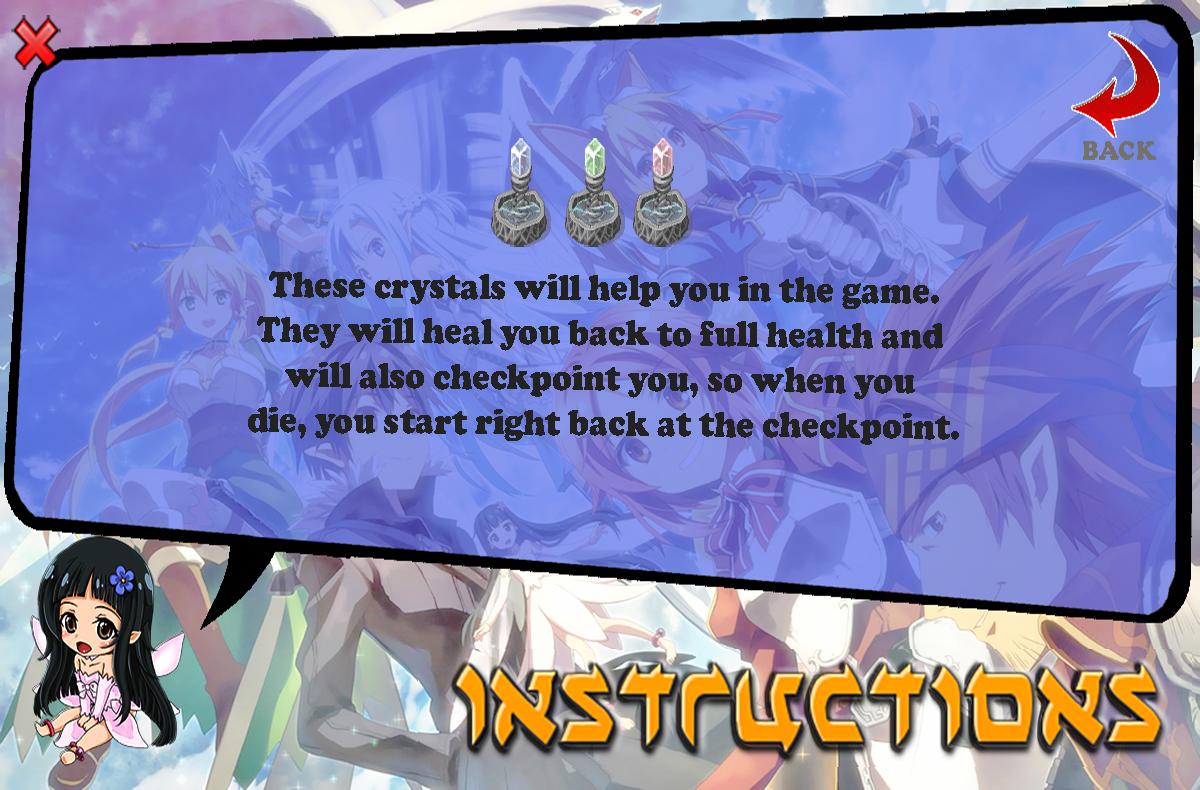 BACK
These crystals will help you in the game.
They will heal you back to full health and
will also checkpoint you, so when you
die, you start right back at the checkpoint.
INSTRUCTIONS